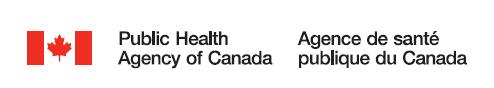 Public Health
Agency of Canada
Agence de santé
publique du Canada